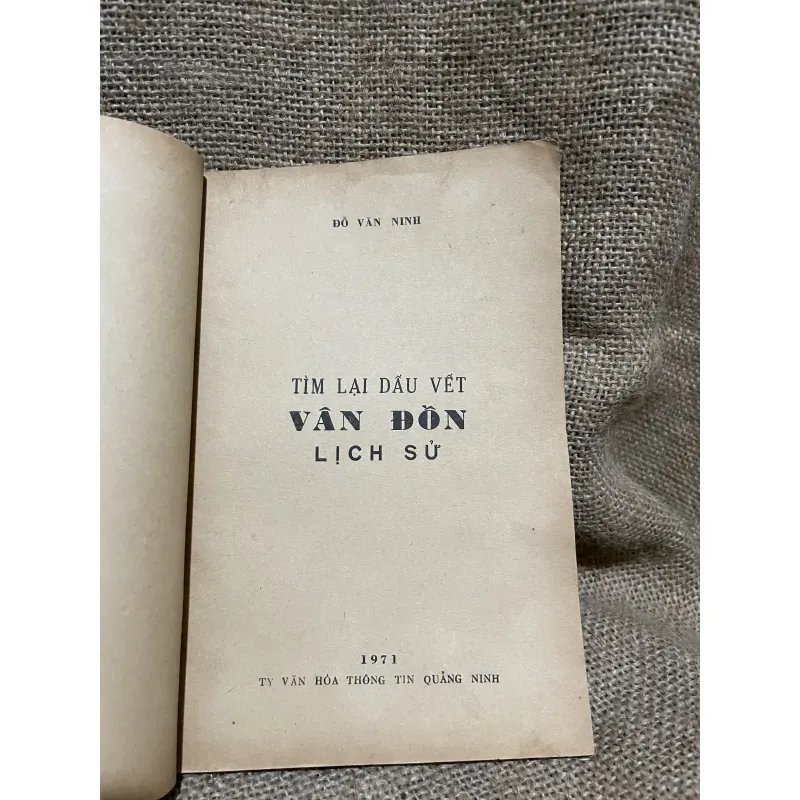 ĐỖ VĂN NINH
TÌM LẠI DẤU VẾT
VÂN ĐỒN
LỊCH SỬ
1971
TY VĂN HÓA THÔNG TIN QUẢNG NINH